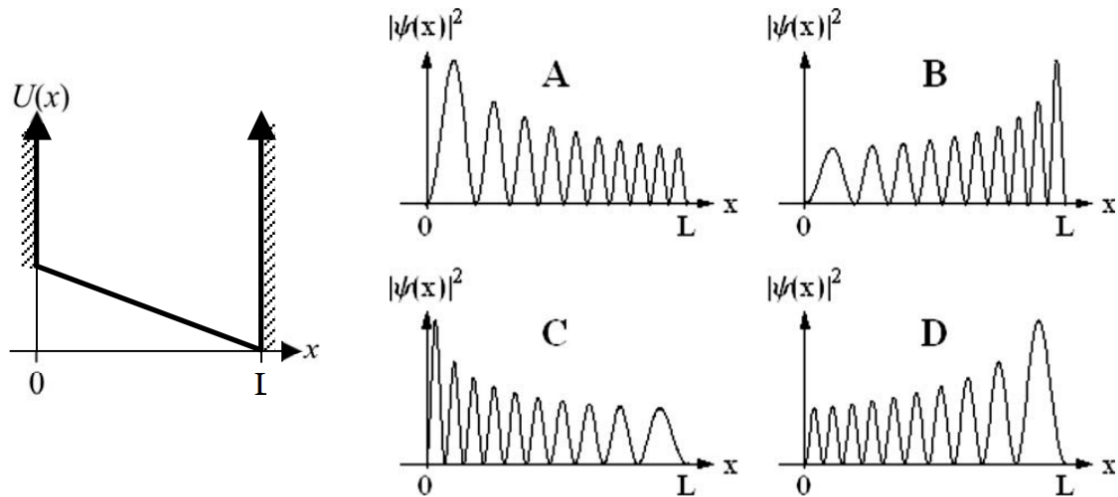 U(x)
x
0
I
|ψ(x)|²
A
x
0
L
|ψ(x)|²
B
x
0
L
|ψ(x)|²
C
x
0
L
|ψ(x)|²
D
x
0
L